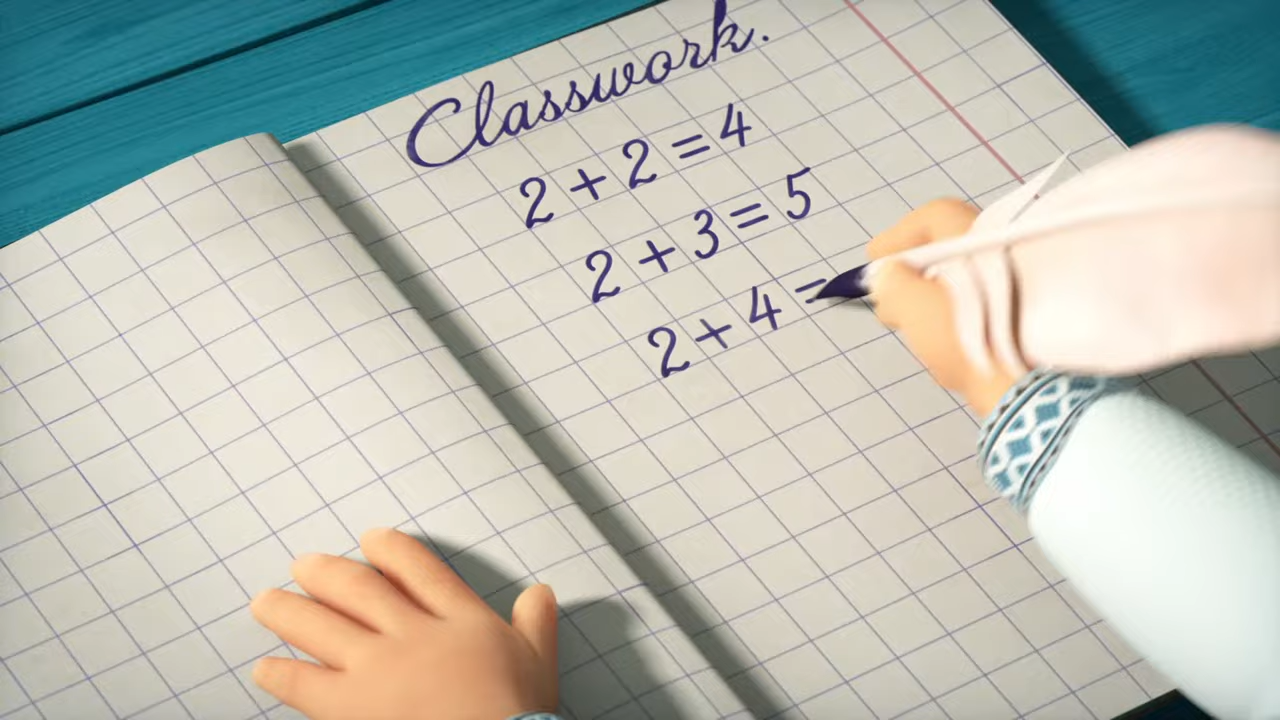 Classwork.
2 + 2 = 4
2 + 3 = 5
2 + 4 =